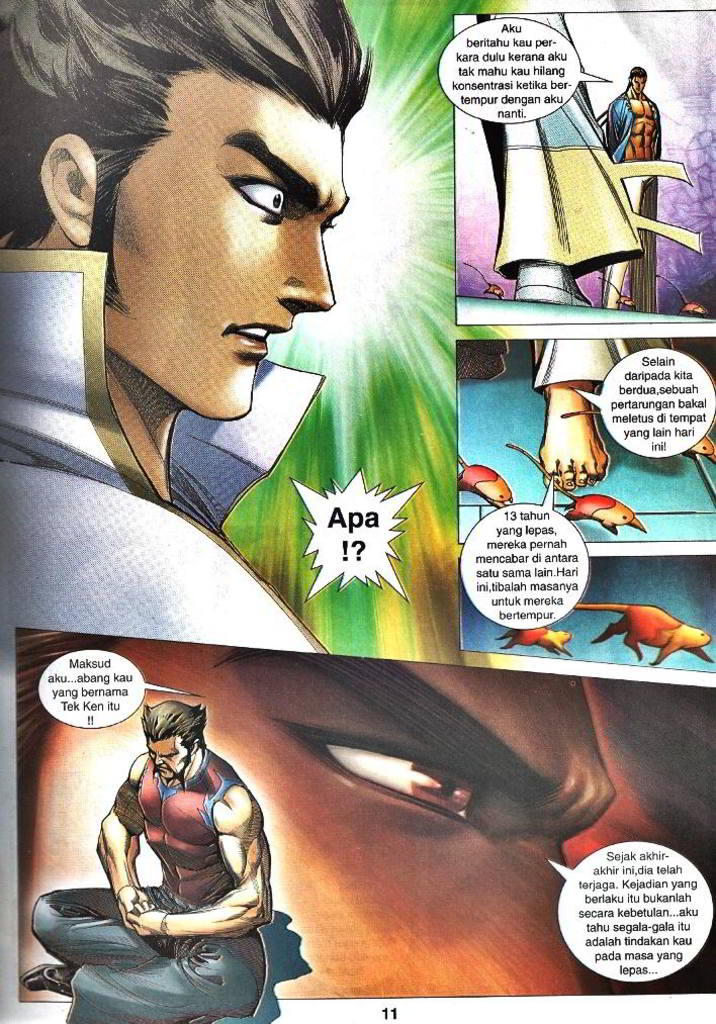 Aku
beritahu kau per-
kara dulu kerana aku
tak mahu kau hilang
konsentrasi ketika ber-
tempur dengan aku
nanti.
Apa
!?
Selain
daripada kita
berdua,sebuah
pertarungan bakal
meletus di tempat
yang lain hari
ini!
13 tahun
yang lepas,
mereka pernah
mencabar di antara
satu sama lain.Hari
ini,tibalah masanya
untuk mereka
bertempur.
Maksud
aku...abang kau
yang bernama
Tek Ken itu
!!
Sejak akhir-
akhir ini,dia telah
terjaga. Kejadian yang
berlaku itu bukanlah
secara kebetulan...aku
tahu segala-gala itu
adalah tindakan kau
pada masa yang
lepas...
11